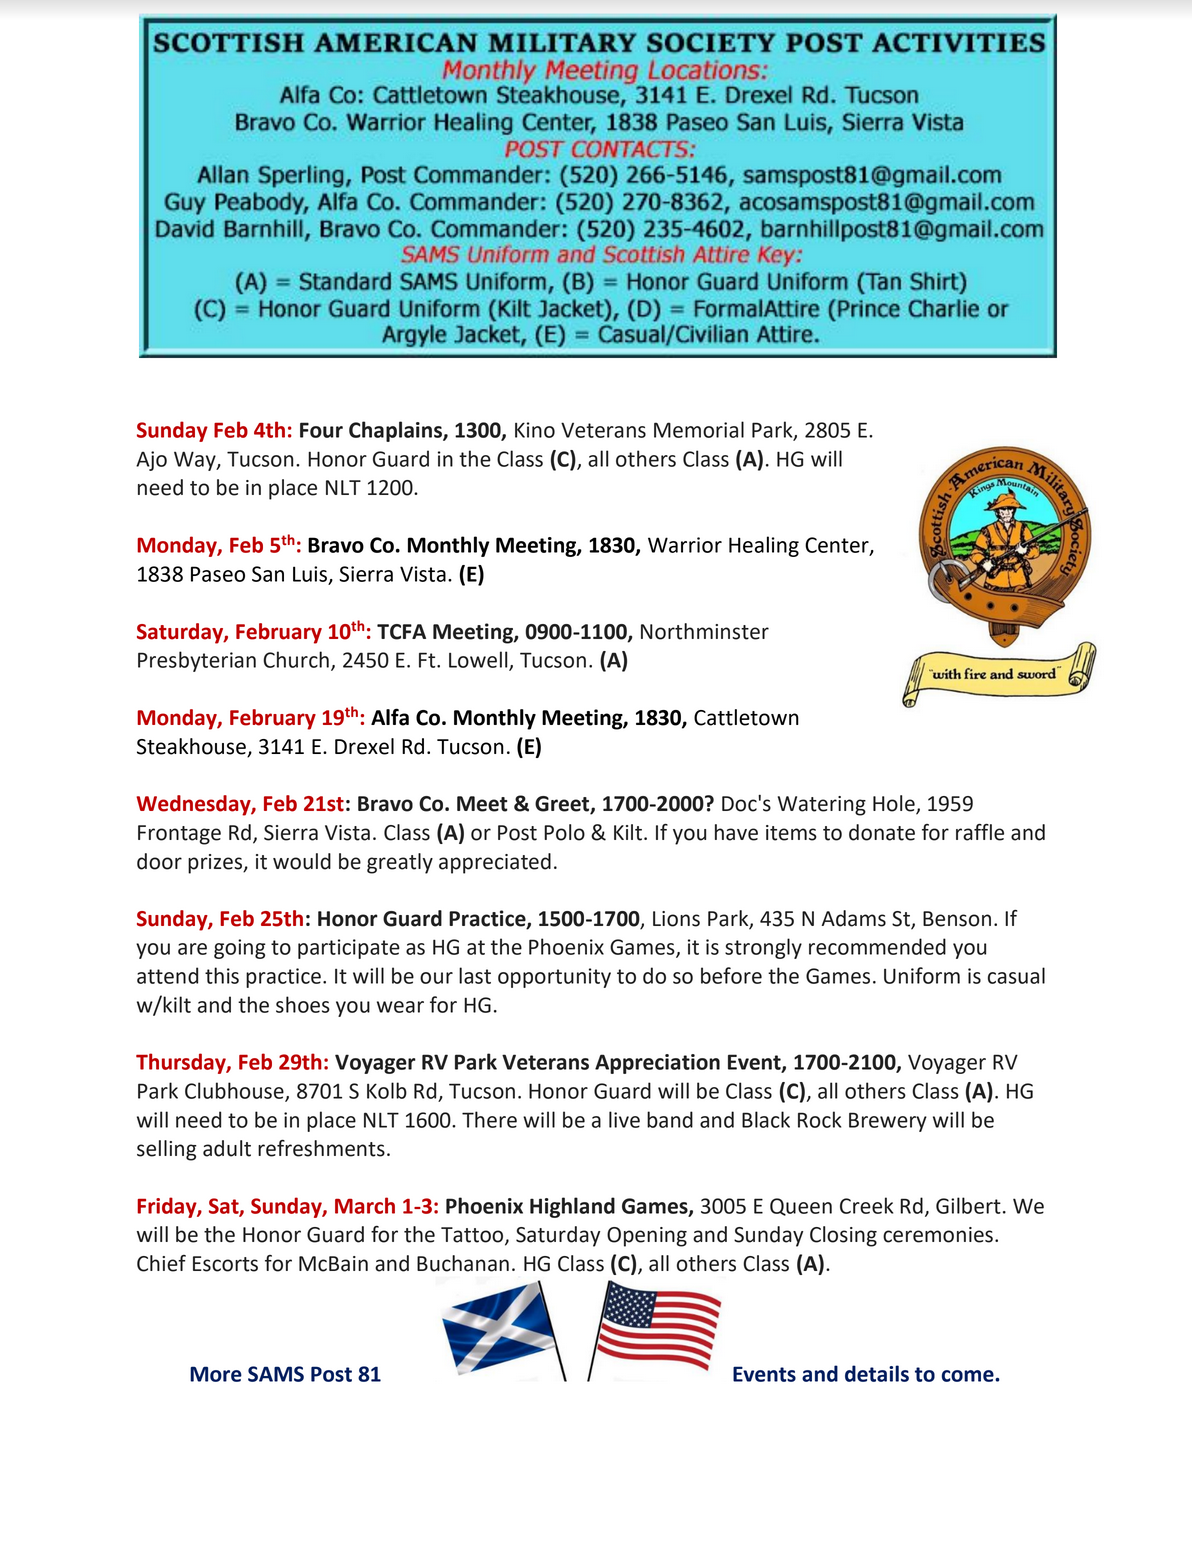 SCOTTISH AMERICAN MILITARY SOCIETY POST ACTIVITIES
Monthly Meeting Locations:
Alfa Co: Cattletown Steakhouse, 3141 E. Drexel Rd. Tucson
Bravo Co. Warrior Healing Center, 1838 Paseo San Luis, Sierra Vista
POST CONTACTS:
Allan Sperling, Post Commander: (520) 266-5146, samspost81@gmail.com
Guy Peabody, Alfa Co. Commander: (520) 270-8362, acosamspost81@gmail.com
David Barnhill, Bravo Co. Commander: (520) 235-4602, barnhillpost81@gmail.com
SAMS Uniform and Scottish Attire Key:
(A) = Standard SAMS Uniform, (B) = Honor Guard Uniform (Tan Shirt)
(C) = Honor Guard Uniform (Kilt Jacket), (D) = FormalAttire (Prince Charlie or
Argyle Jacket, (E) = Casual/Civilian Attire.
Sunday Feb 4th: Four Chaplains, 1300, Kino Veterans Memorial Park, 2805 E.
Ajo Way, Tucson. Honor Guard in the Class (C), all others Class (A). HG will
need to be in place NLT 1200.
Monday, Feb 5th: Bravo Co. Monthly Meeting, 1830, Warrior Healing Center,
1838 Paseo San Luis, Sierra Vista. (E)
Saturday, February 10th: TCFA Meeting, 0900-1100, Northminster
Presbyterian Church, 2450 E. Ft. Lowell, Tucson. (A)
Monday, February 19th: Alfa Co. Monthly Meeting, 1830, Cattletown
Steakhouse, 3141 E. Drexel Rd. Tucson. (E)
Scottish American Military Society
Kings Mountain
"with fire and sword"
Wednesday, Feb 21st: Bravo Co. Meet & Greet, 1700-2000? Doc's Watering Hole, 1959
Frontage Rd, Sierra Vista. Class (A) or Post Polo & Kilt. If you have items to donate for raffle and
door prizes, it would be greatly appreciated.
Sunday, Feb 25th: Honor Guard Practice, 1500-1700, Lions Park, 435 N Adams St, Benson. If
you are going to participate as HG at the Phoenix Games, it is strongly recommended you
attend this practice. It will be our last opportunity to do so before the Games. Uniform is casual
w/kilt and the shoes you wear for HG.
Thursday, Feb 29th: Voyager RV Park Veterans Appreciation Event, 1700-2100, Voyager RV
Park Clubhouse, 8701 S Kolb Rd, Tucson. Honor Guard will be Class (C), all others Class (A). HG
will need to be in place NLT 1600. There will be a live band and Black Rock Brewery will be
selling adult refreshments.
Friday, Sat, Sunday, March 1-3: Phoenix Highland Games, 3005 E Queen Creek Rd, Gilbert. We
will be the Honor Guard for the Tattoo, Saturday Opening and Sunday Closing ceremonies.
Chief Escorts for McBain and Buchanan. HG Class (C), all others Class (A).
More SAMS Post 81 Events and details to come.